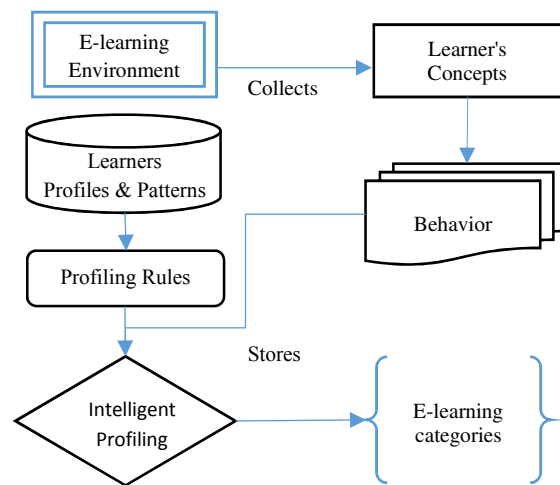 E-learning
Environment
Collects
Learner's
Concepts
Learners
Profiles & Patterns
Behavior
Profiling Rules
Stores
Intelligent
Profiling
E-learning
categories